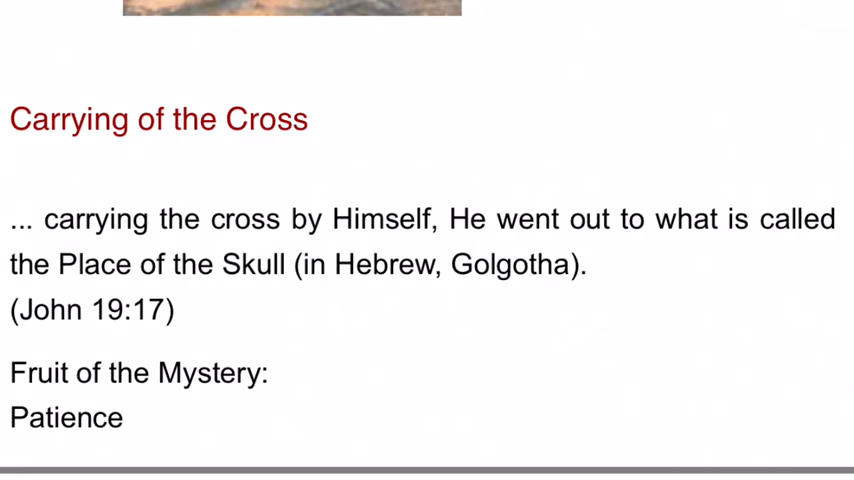 Carrying of the Cross
... carrying the cross by Himself, He went out to what is called
the Place of the Skull (in Hebrew, Golgotha).
(John 19:17)
Fruit of the Mystery:
Patience